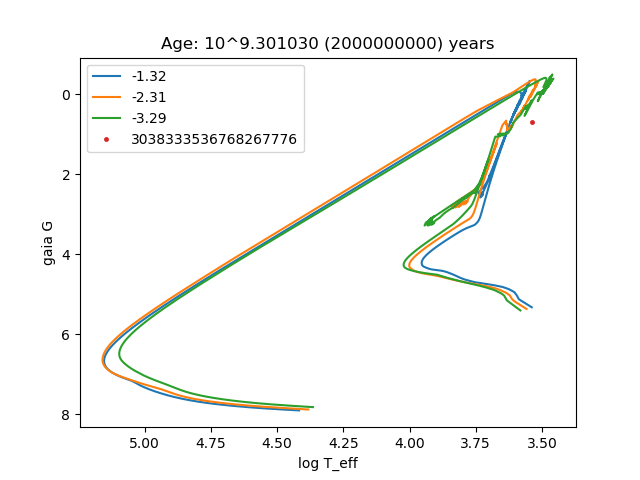 Age: 10^9.301030 (2000000000) years
-1.32
-2.31
-3.29
3038333536768267776
gaia G
0
2
4
6
8
5.00 4.75 4.50 4.25 4.00 3.75 3.50
log T_eff